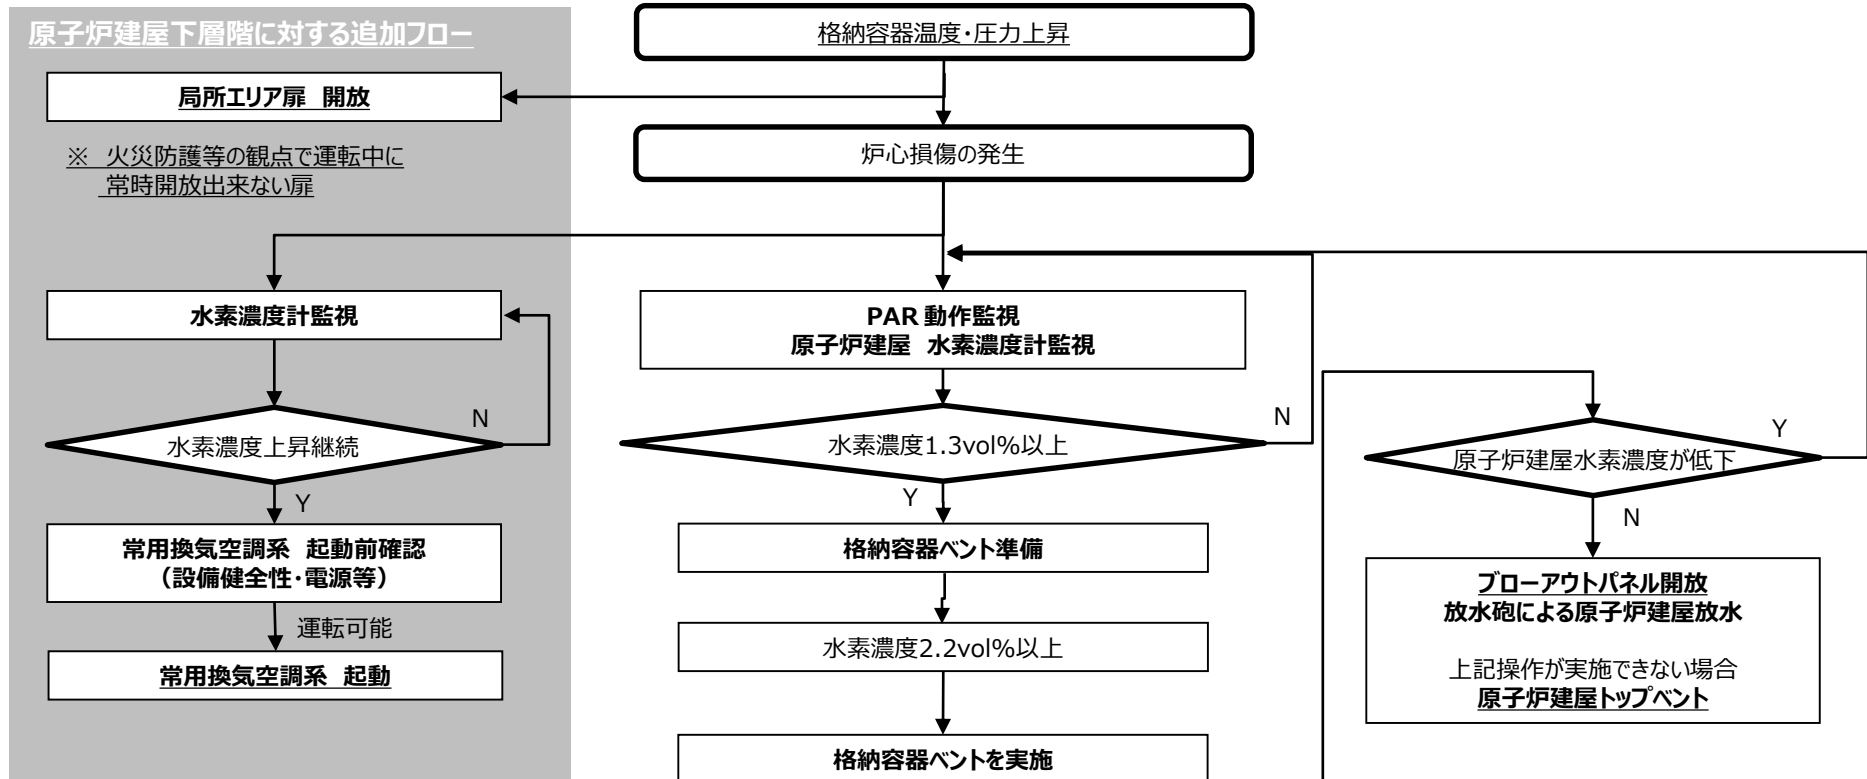 原子炉建屋下層階に対する追加フロー
局所エリア扉 開放
※ 火災防護等の観点で運転中に
常時開放出来ない扉
水素濃度計監視
N
水素濃度上昇継続
Y
常用換気空調系 起動前確認
（設備健全性・電源等）
運転可能
常用換気空調系 起動
格納容器温度・圧力上昇
炉心損傷の発生
PAR 動作監視
原子炉建屋 水素濃度計監視
N
水素濃度1.3vol%以上
Y
格納容器ベント準備
水素濃度2.2vol%以上
格納容器ベントを実施
Y
原子炉建屋水素濃度が低下
N
ブローアウトパネル開放
放水砲による原子炉建屋放水
上記操作が実施できない場合
原子炉建屋トップベント